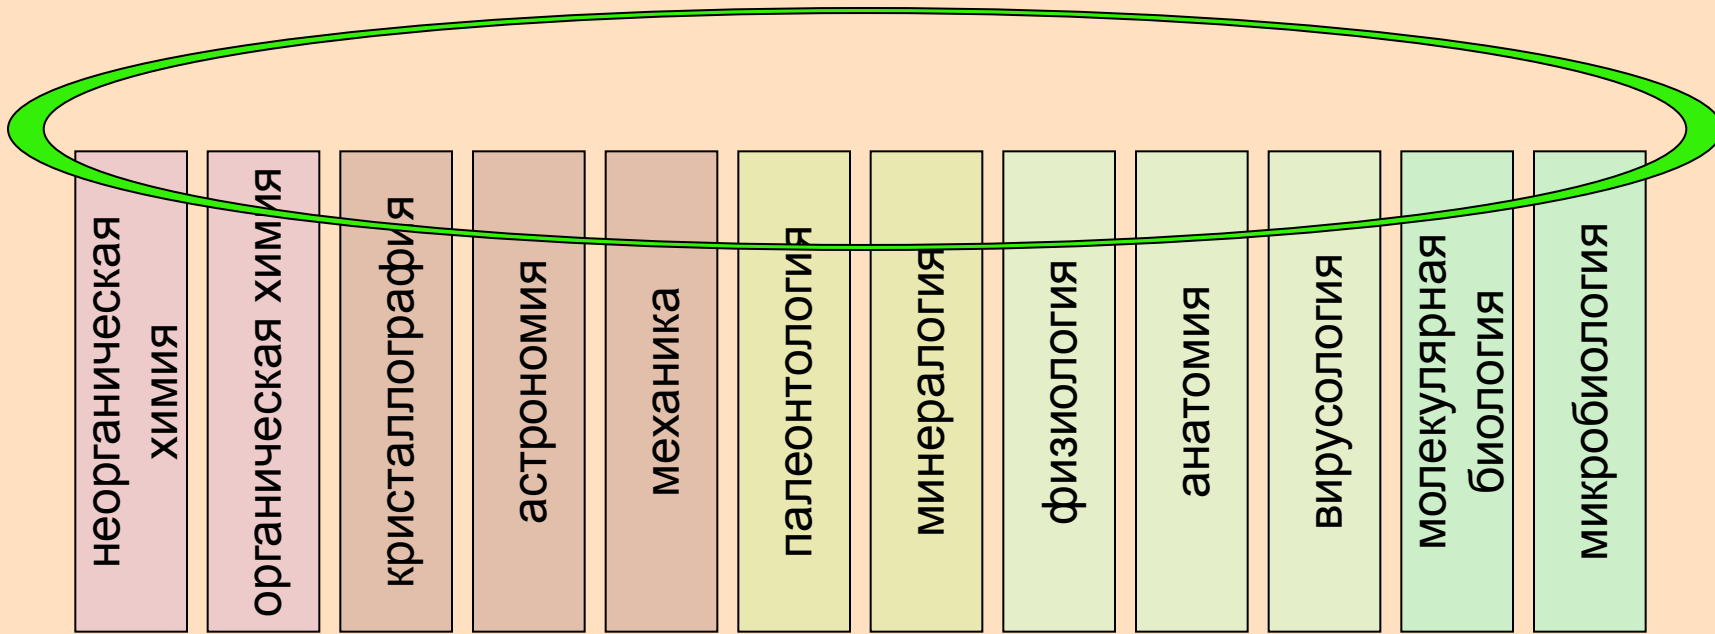 неорганическая
химия
органическая химия
кристаллография
астрономия
механика
палеонтология
минералогия
физиология
анатомия
вирусология
молекулярная
биология
микробиология